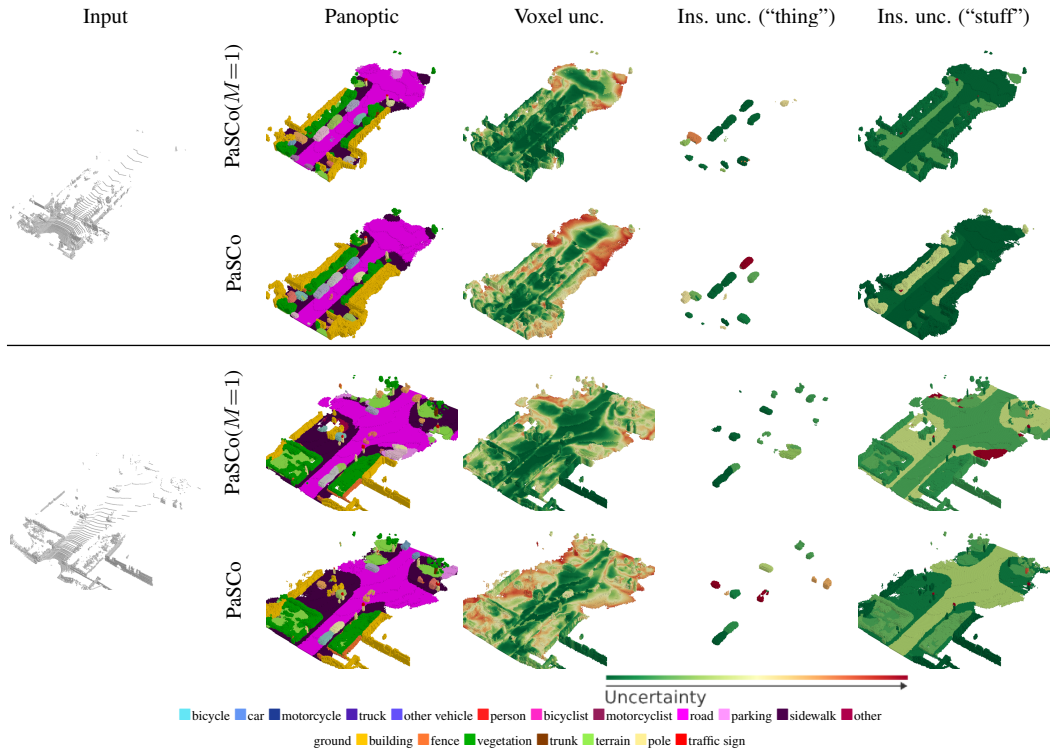 Input Panoptic Voxel unc. Ins. unc. (“thing”) Ins. unc. (“stuff”)
PaSCo(M=1)
PaSCo
PaSCo(M=1)
PaSCo
Uncertainty
bicycle car motorcycle truck other vehicle person bicyclist motorcyclist road parking sidewalk other
ground building fence vegetation trunk terrain pole traffic sign